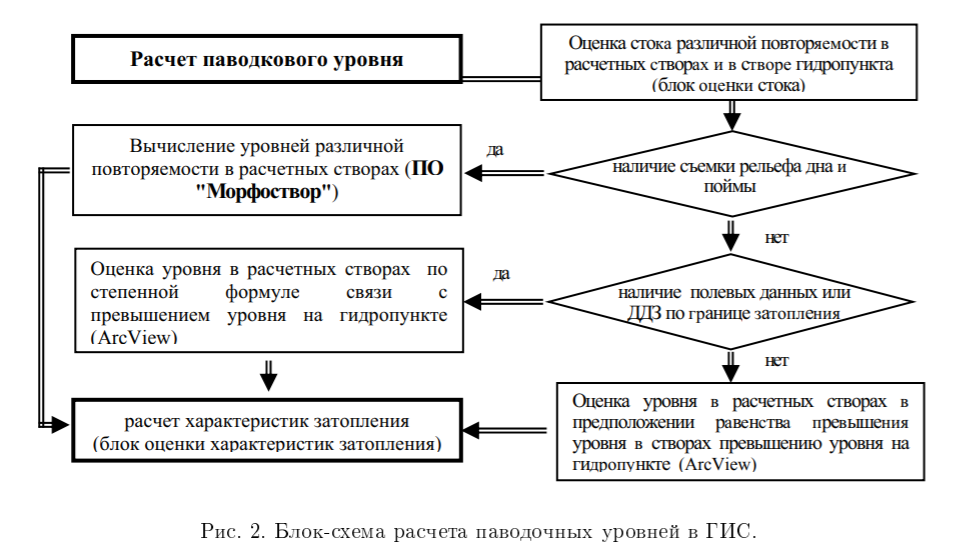 Расчет паводкового уровня
Оценка стока различной повторяемости в
расчетных створах и в створе гидропункта
(блок оценки стока)
Вычисление уровней различной
повторяемости в расчетных створах (ПО
"Морфоствор")
да
наличие съемки рельефа дна и
поймы
нет
Оценка уровня в расчетных створах по
степенной формуле связи с
превышением уровня на гидропункте
(ArcView)
да
наличие полевых данных или
ДДЗ по границе затопления
нет
расчет характеристик затопления
(блок оценки характеристик затопления)
Оценка уровня в расчетных створах в
предположении равенства превышения
уровня в створах превышению уровня на
гидропункте (ArcView)
Рис. 2. Блок-схема расчета паводочных уровней в ГИС.